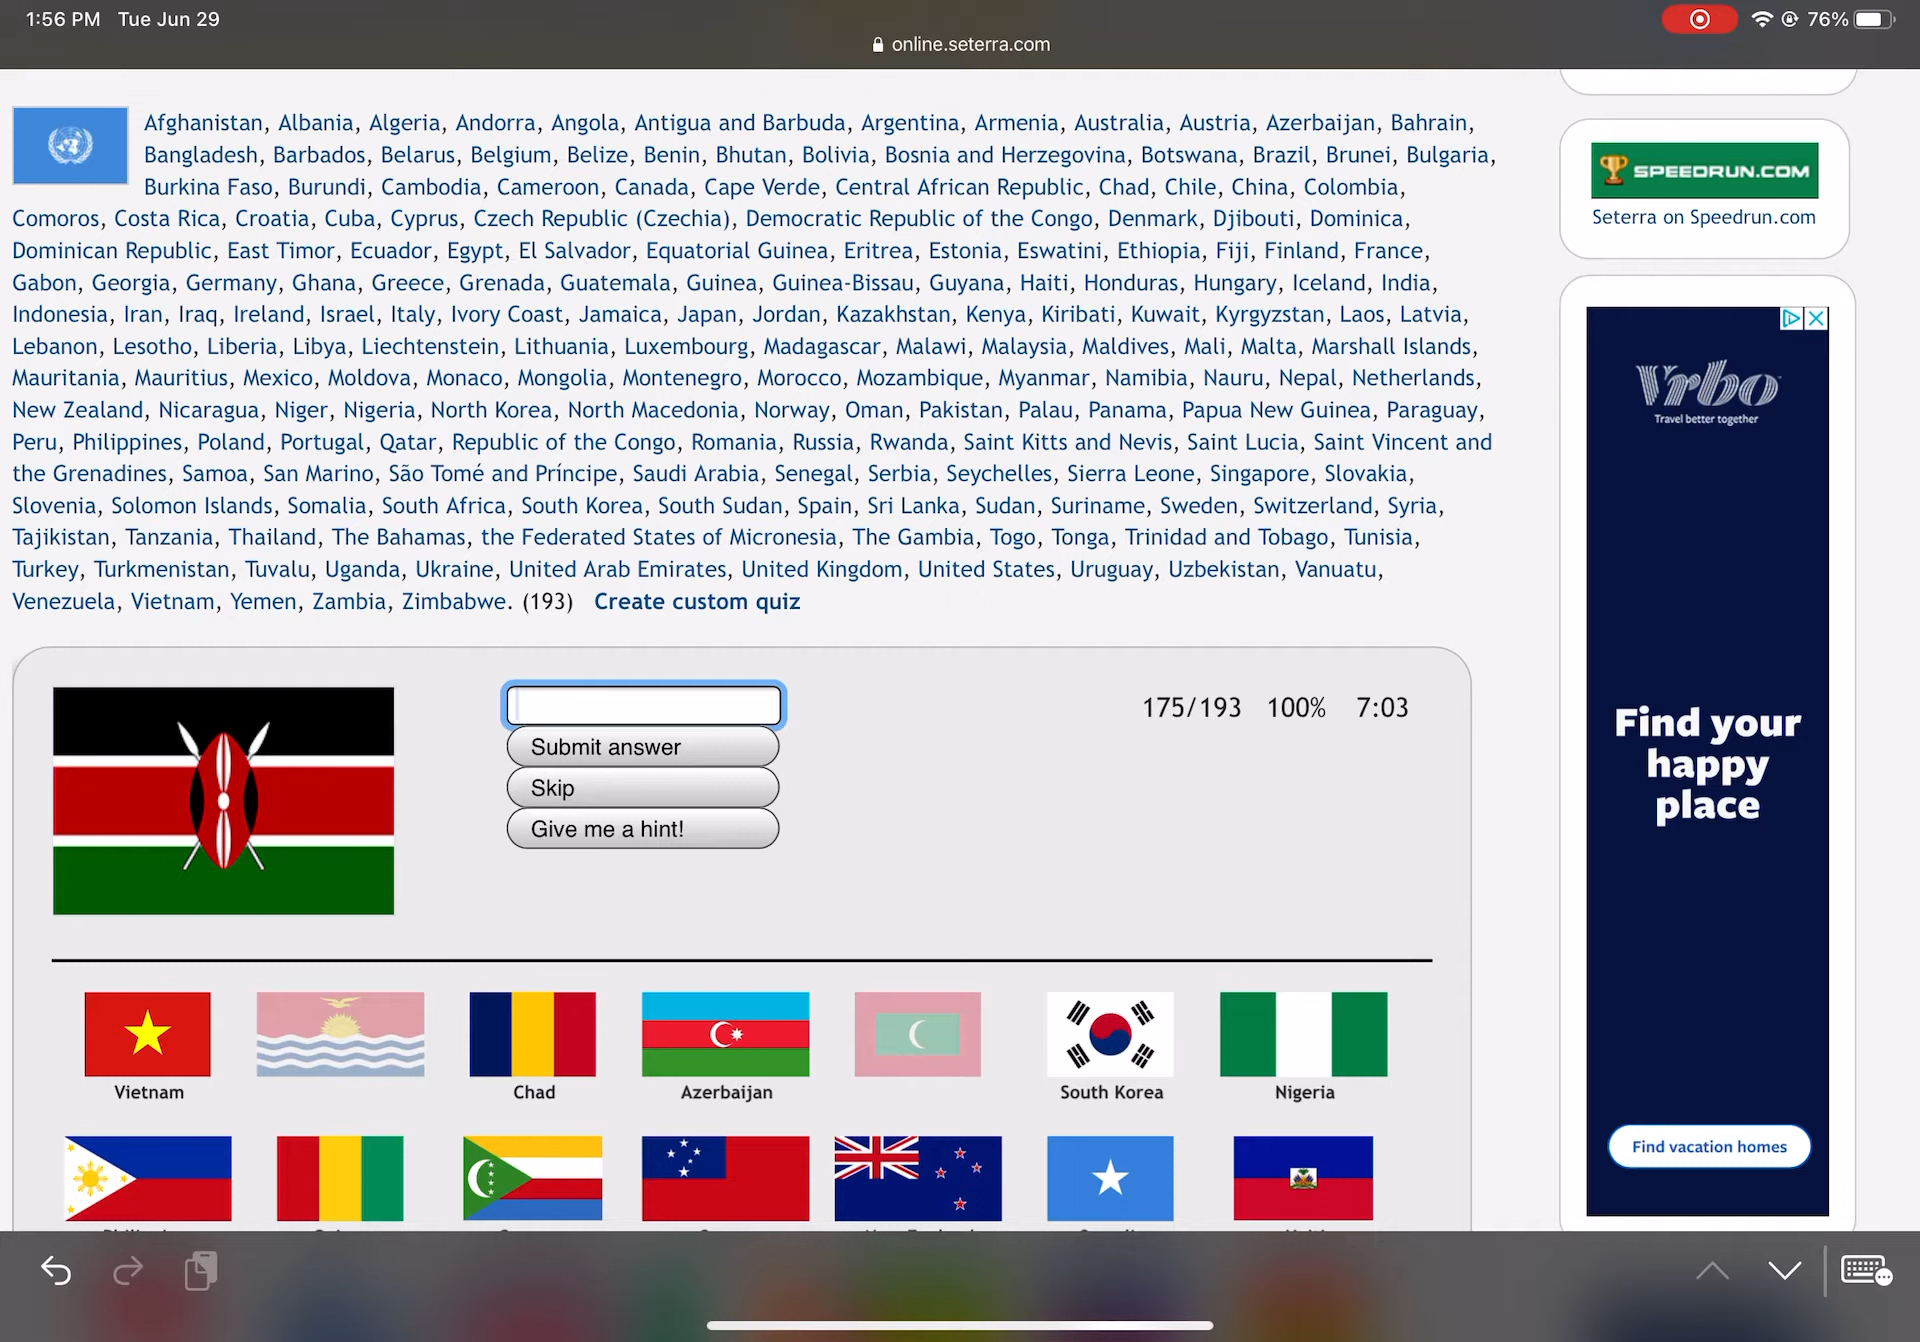 1:56 PM Tue Jun 29
76%
online.seterra.com
Afghanistan, Albania, Algeria, Andorra, Angola, Antigua and Barbuda, Argentina, Armenia, Australia, Austria, Azerbaijan, Bahrain,
Bangladesh, Barbados, Belarus, Belgium, Belize, Benin, Bhutan, Bolivia, Bosnia and Herzegovina, Botswana, Brazil, Brunei, Bulgaria,
Burkina Faso, Burundi, Cambodia, Cameroon, Canada, Cape Verde, Central African Republic, Chad, Chile, China, Colombia,
Comoros, Costa Rica, Croatia, Cuba, Cyprus, Czech Republic (Czechia), Democratic Republic of the Congo, Denmark, Djibouti, Dominica,
Dominican Republic, East Timor, Ecuador, Egypt, El Salvador, Equatorial Guinea, Eritrea, Estonia, Eswatini, Ethiopia, Fiji, Finland, France,
Gabon, Georgia, Germany, Ghana, Greece, Grenada, Guatemala, Guinea, Guinea-Bissau, Guyana, Haiti, Honduras, Hungary, Iceland, India,
Indonesia, Iran, Iraq, Ireland, Israel, Italy, Ivory Coast, Jamaica, Japan, Jordan, Kazakhstan, Kenya, Kiribati, Kuwait, Kyrgyzstan, Laos, Latvia,
Lebanon, Lesotho, Liberia, Libya, Liechtenstein, Lithuania, Luxembourg, Madagascar, Malawi, Malaysia, Maldives, Mali, Malta, Marshall Islands,
Mauritania, Mauritius, Mexico, Moldova, Monaco, Mongolia, Montenegro, Morocco, Mozambique, Myanmar, Namibia, Nauru, Nepal, Netherlands,
New Zealand, Nicaragua, Niger, Nigeria, North Korea, North Macedonia, Norway, Oman, Pakistan, Palau, Panama, Papua New Guinea, Paraguay,
Peru, Philippines, Poland, Portugal, Qatar, Republic of the Congo, Romania, Russia, Rwanda, Saint Kitts and Nevis, Saint Lucia, Saint Vincent and
the Grenadines, Samoa, San Marino, São Tomé and Príncipe, Saudi Arabia, Senegal, Serbia, Seychelles, Sierra Leone, Singapore, Slovakia,
Slovenia, Solomon Islands, Somalia, South Africa, South Korea, South Sudan, Spain, Sri Lanka, Sudan, Suriname, Sweden, Switzerland, Syria,
Tajikistan, Tanzania, Thailand, The Bahamas, the Federated States of Micronesia, The Gambia, Togo, Tonga, Trinidad and Tobago, Tunisia,
Turkey, Turkmenistan, Tuvalu, Uganda, Ukraine, United Arab Emirates, United Kingdom, United States, Uruguay, Uzbekistan, Vanuatu,
Venezuela, Vietnam, Yemen, Zambia, Zimbabwe. (193) Create custom quiz
SPEEDRUN.COM
Seterra on Speedrun.com
Vrbo
Travel better together
Find your
happy
place
Find vacation homes
175/193 100% 7:03
Submit answer
Skip
Give me a hint!
Vietnam Chad Azerbaijan South Korea Nigeria